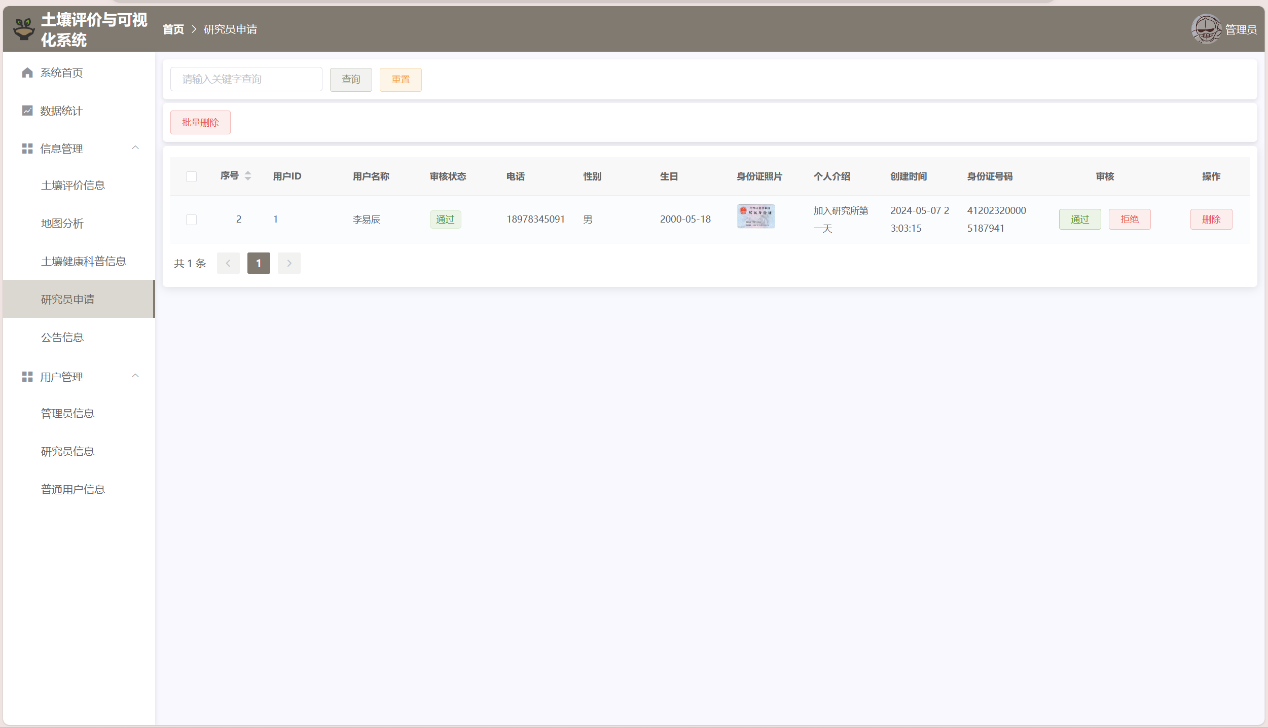 土壤评价与可视
化系统
首页 > 研究员申请
管理员
系统首页
数据统计
信息管理
土壤评价信息
地图分析
土壤健康科普信息
研究员申请
公告信息
用户管理
管理员信息
研究员信息
普通用户信息
请输入关键字查询 查询 重置
批量删除
序号 用户ID 用户名称 审核状态 电话 性别 生日 身份证照片 个人介绍 创建时间 身份证号码 审核 操作
2 1 李易辰 通过 18978345091 男 2000-05-18 加入研究所第 2024-05-07 2 41202320000 通过 拒绝 删除
一天 3:03:15 5187941
共 1 条 1